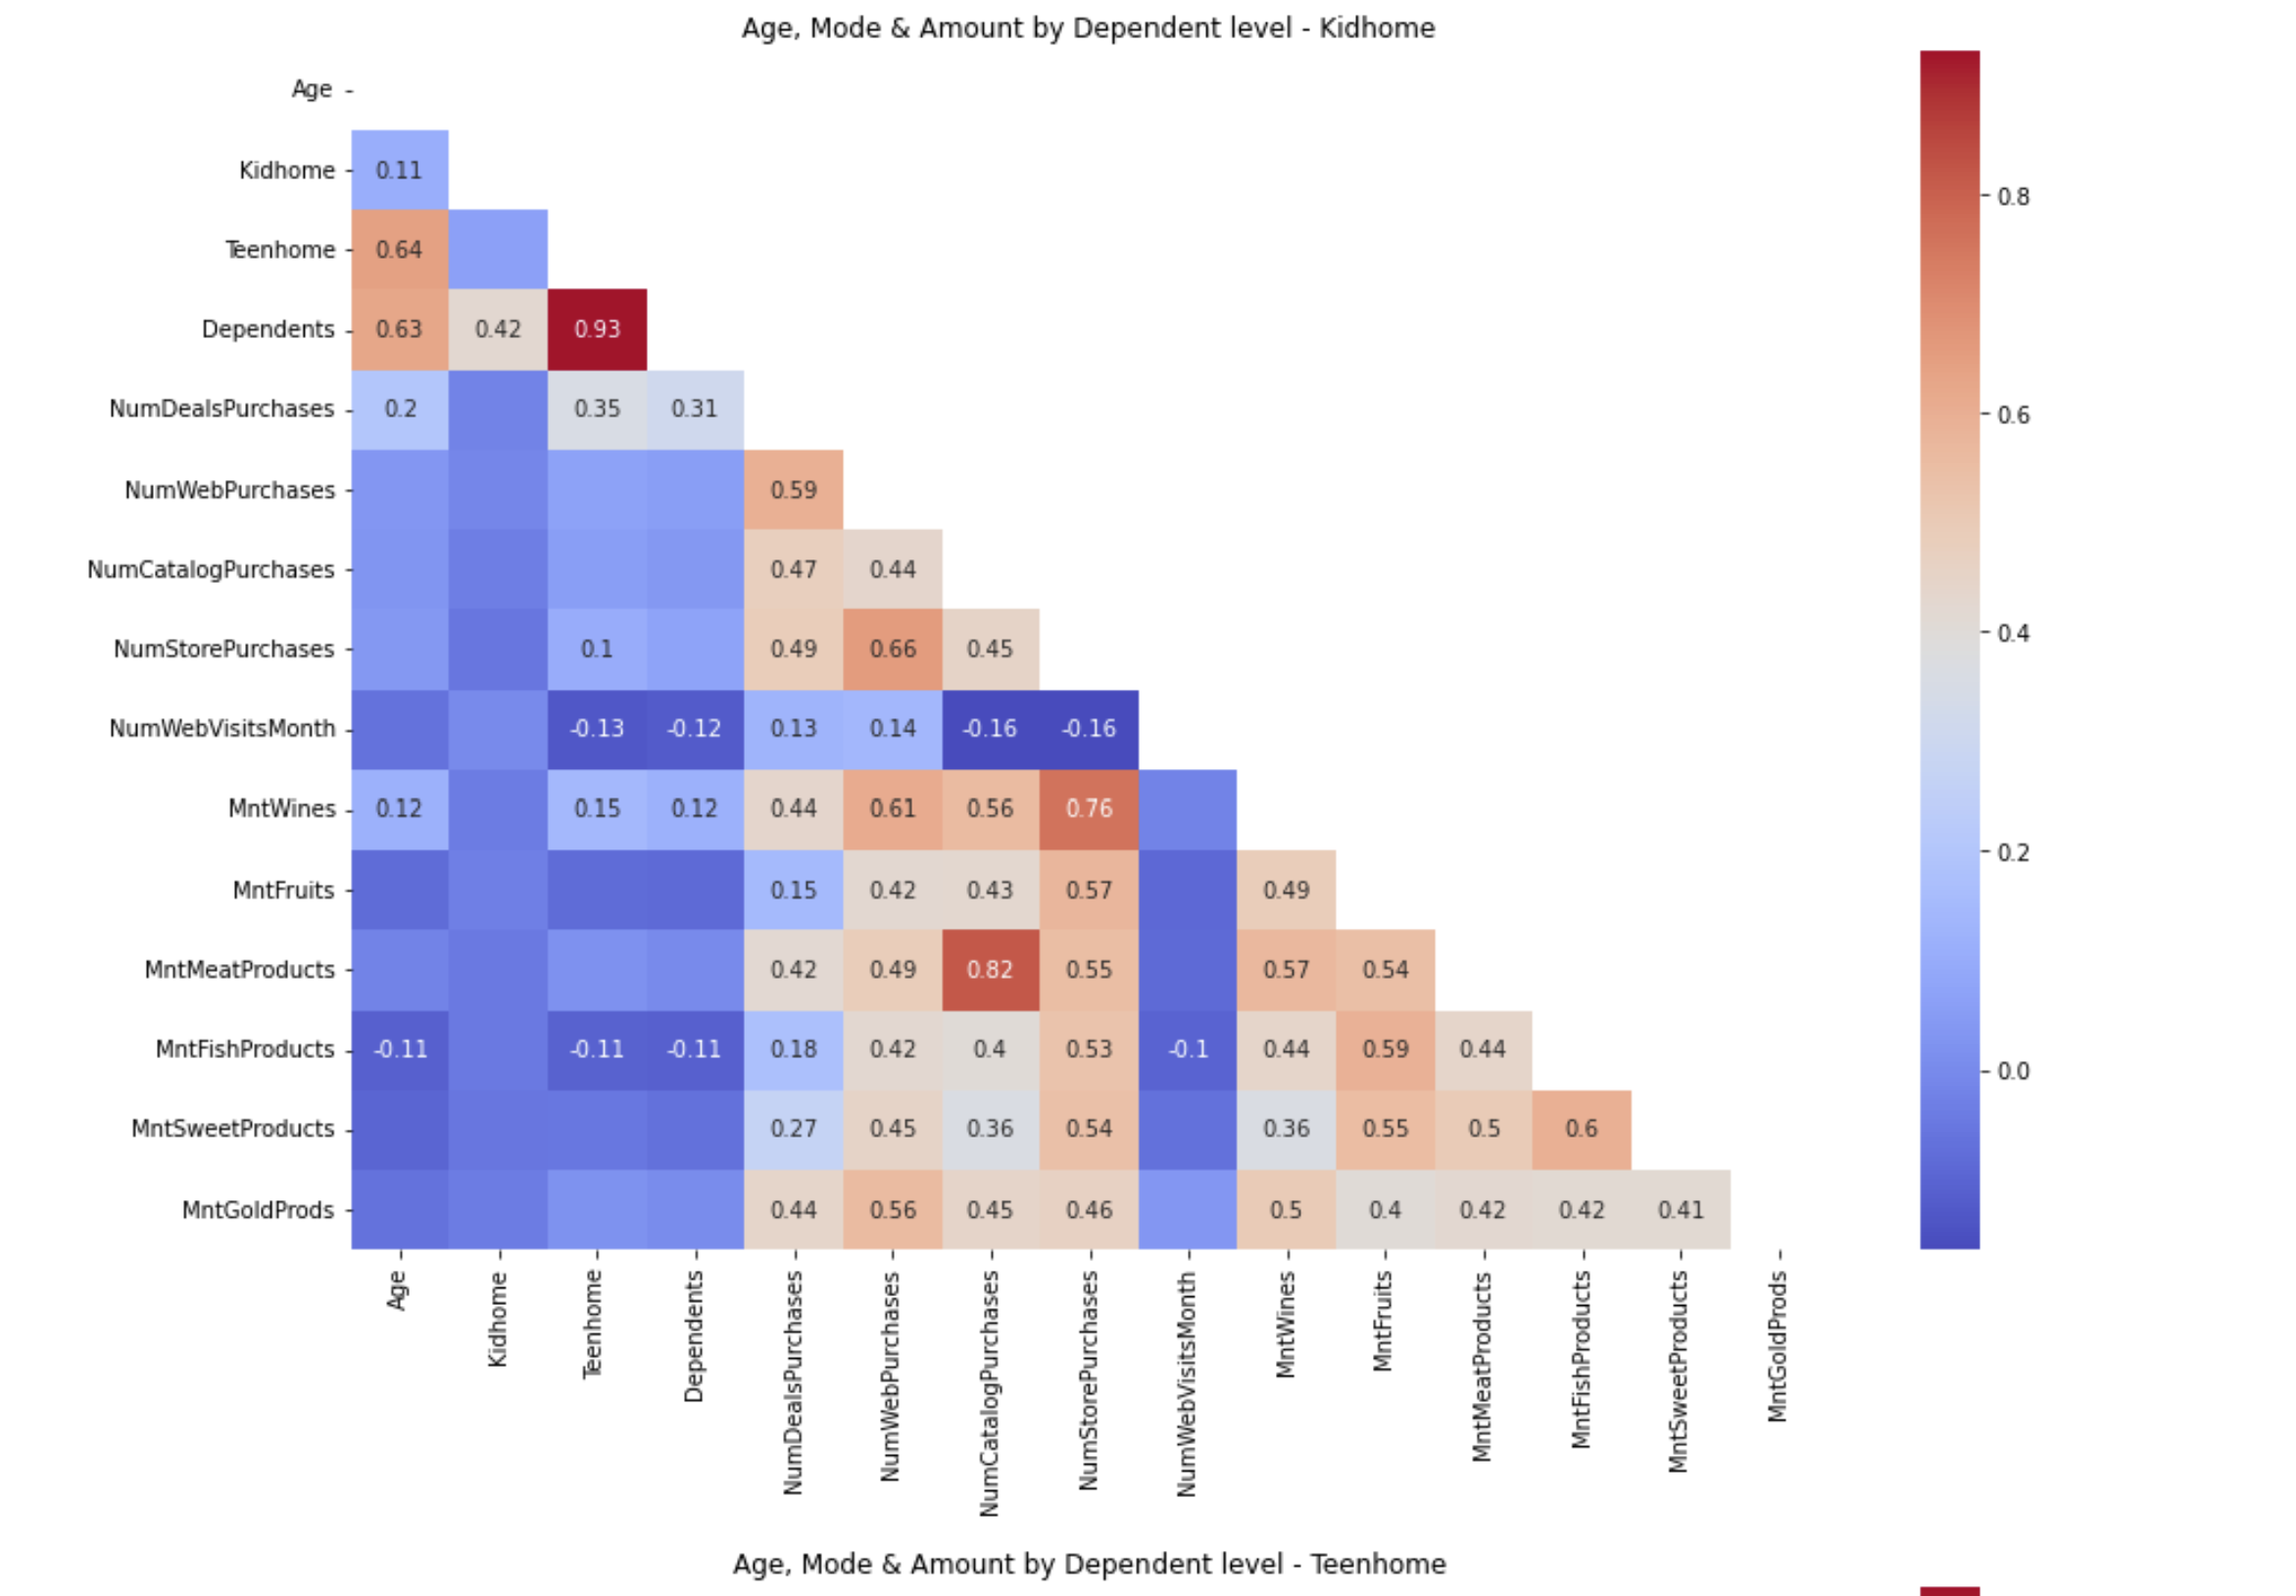 Age, Mode & Amount by Dependent level - Kidhome
Age
Kidhome 0.11
Teenhome 0.64
Dependents 0.63 0.42 0.93
NumDealsPurchases 0.2 0.35 0.31
NumWebPurchases 0.59
NumCatalogPurchases 0.47 0.44
NumStorePurchases 0.1 0.49 0.66 0.45
NumWebVisitsMonth -0.13 -0.12 0.13 0.14 -0.16 -0.16
MntWines 0.12 0.15 0.12 0.44 0.61 0.56 0.76
MntFruits 0.15 0.42 0.43 0.57 0.49
MntMeatProducts 0.42 0.49 0.82 0.55 0.57 0.54
MntFishProducts -0.11 -0.11 -0.11 0.18 0.42 0.4 0.53 -0.1 0.44 0.59 0.44
MntSweetProducts 0.27 0.45 0.36 0.54 0.36 0.55 0.5 0.6
MntGoldProds 0.44 0.56 0.45 0.46 0.5 0.4 0.42 0.42 0.41
Age
Kidhome
Teenhome
Dependents
NumDealsPurchases
NumWebPurchases
NumCatalogPurchases
NumStorePurchases
NumWebVisitsMonth
MntWines
MntFruits
MntMeatProducts
MntFishProducts
MntSweetProducts
MntGoldProds
0.8
0.6
0.4
0.2
0.0
Age, Mode & Amount by Dependent level - Teenhome